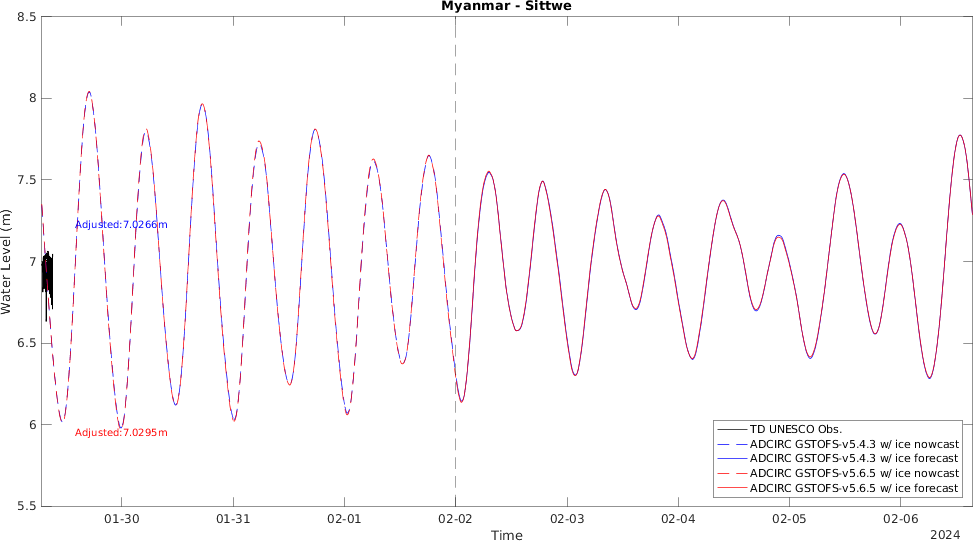 Myanmar - Sittwe
8.5
8
7.5
7
6.5
6
5.5
Water Level (m)
Adjusted:7.0266m
Adjusted:7.0295m
TD UNESCO Obs.
ADCIRC GSTOFS-v5.4.3 w/ ice nowcast
ADCIRC GSTOFS-v5.4.3 w/ ice forecast
ADCIRC GSTOFS-v5.6.5 w/ ice nowcast
ADCIRC GSTOFS-v5.6.5 w/ ice forecast
01-30 01-31 02-01 02-02 02-03 02-04 02-05 02-06
Time
2024